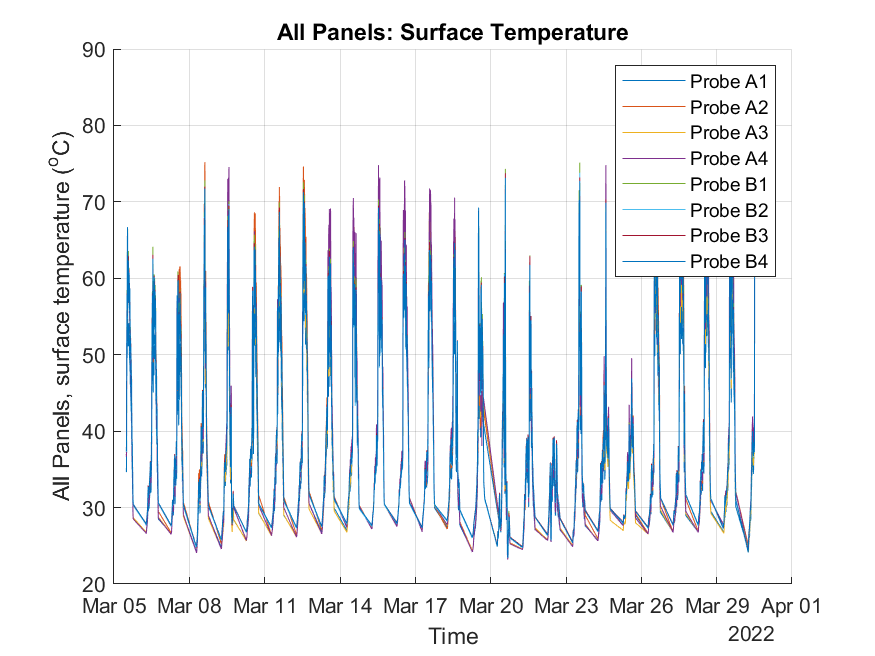 All Panels: Surface Temperature
All Panels, surface temperature (°C)
90
80
70
60
50
40
30
20
Probe A1
Probe A2
Probe A3
Probe A4
Probe B1
Probe B2
Probe B3
Probe B4
Mar 05 Mar 08 Mar 11 Mar 14 Mar 17 Mar 20 Mar 23 Mar 26 Mar 29 Apr 01
Time
2022